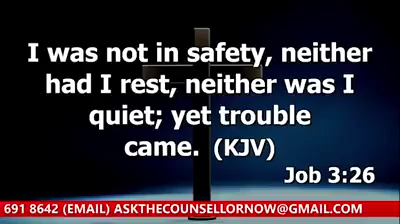 I was not in safety, neither
had I rest, neither was I
quiet; yet trouble
came. (KJV)
Job 3:26
691 8642 (EMAIL) ASKTHECOUNSELLORNOW@GMAIL.COM